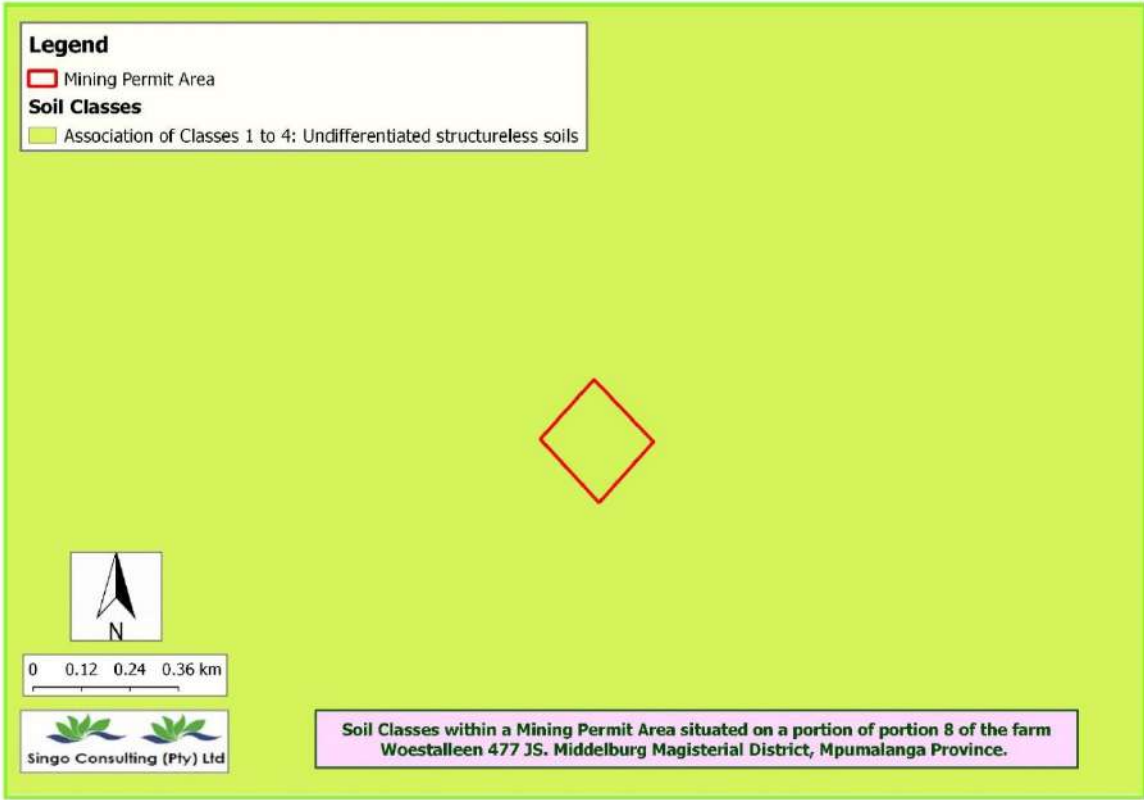 Legend
Mining Permit Area
Soil Classes
Association of Classes 1 to 4: Undifferentiated structureless soils
N
0 0.12 0.24 0.36 km
Singo Consulting (Pty) Ltd
Soil Classes within a Mining Permit Area situated on a portion of portion 8 of the farm
Woestalleen 477 JS. Middelburg Magisterial District, Mpumalanga Province.